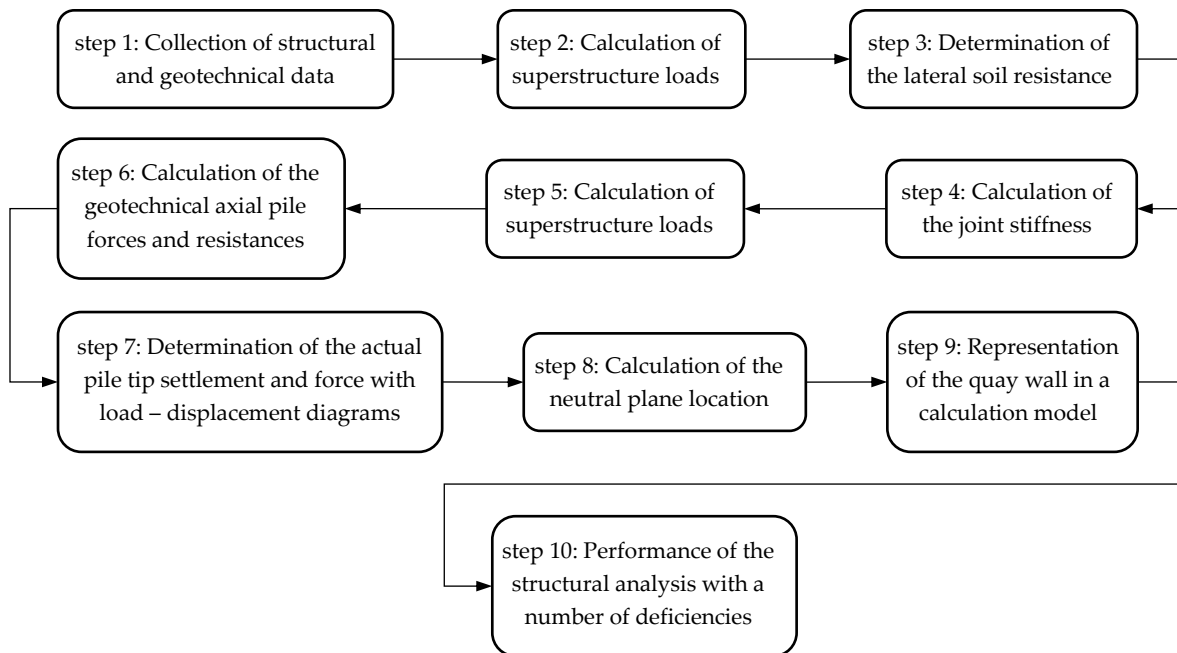 step 1: Collection of structural
and geotechnical data
step 2: Calculation of
superstructure loads
step 3: Determination of
the lateral soil resistance
step 4: Calculation of
the joint stiffness
step 5: Calculation of
superstructure loads
step 6: Calculation of the
geotechnical axial pile
forces and resistances
step 7: Determination of the actual
pile tip settlement and force with
load – displacement diagrams
step 8: Calculation of the
neutral plane location
step 9: Representation
of the quay wall in a
calculation model
step 10: Performance of the
structural analysis with a
number of deficiencies